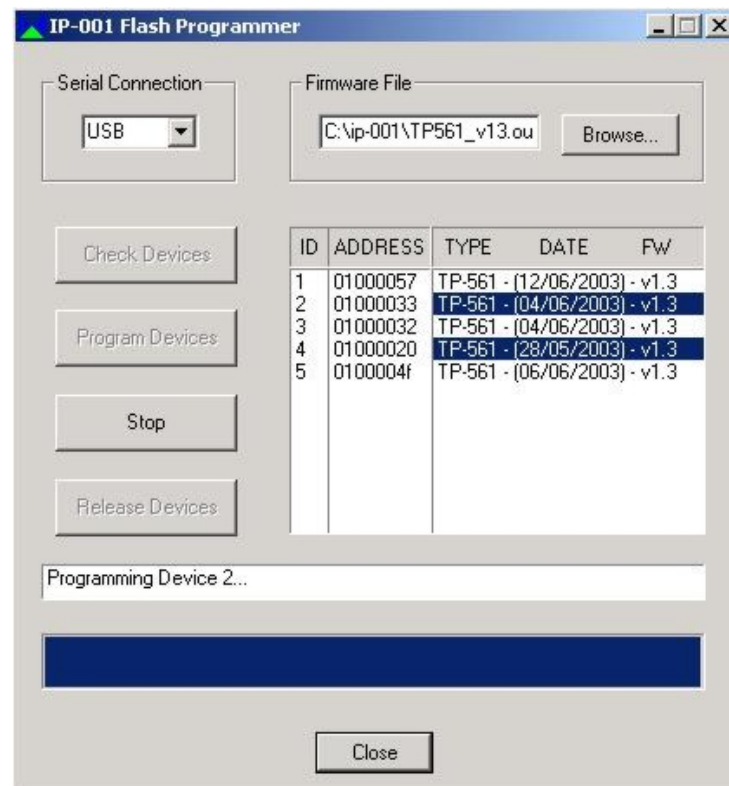 IP-001 Flash Programmer
Serial Connection
Firmware File
USB
C:\ip-001\TP561_v13.ou
Browse...
Check Devices
Program Devices
Stop
Release Devices
ID ADDRESS TYPE DATE FW
1 01000057 TP-561 - (12/06/2003) - v1.3
2 01000033 TP-561 - (04/06/2003) - v1.3
3 01000032 TP-561 - (04/06/2003) - v1.3
4 01000020 TP-561 - (28/05/2003) - v1.3
5 0100004f TP-561 - (06/06/2003) - v1.3
Programming Device 2...
Close